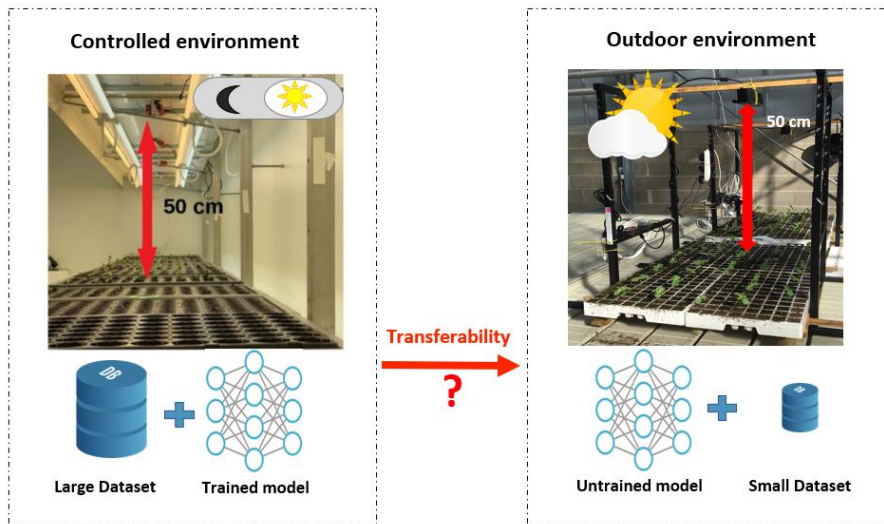 Controlled environment
50 cm
DB
Large Dataset
Trained model
Transferability
?
Outdoor environment
50 cm
Untrained model
DB
Small Dataset